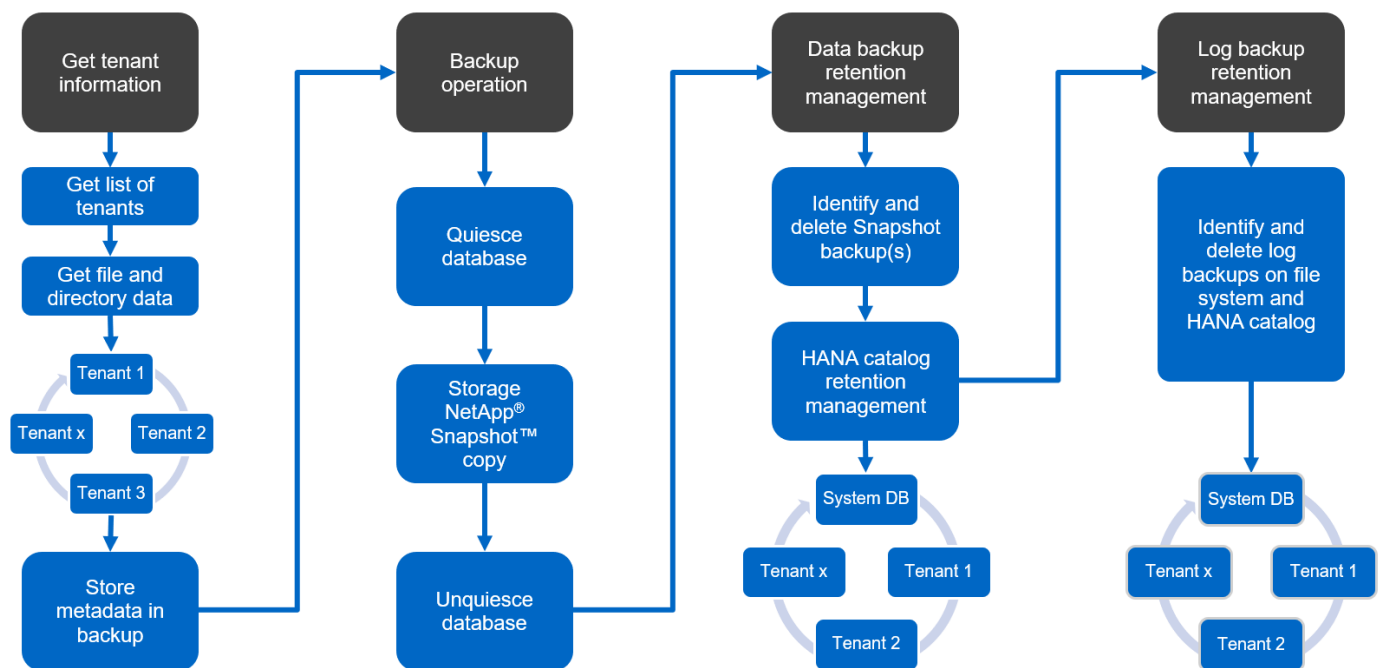 Get tenant
information
Get list of
tenants
Get file and
directory data
Tenant 1
Tenant x
Tenant 2
Tenant 3
Store
metadata in
backup
Backup
operation
Quiesce
database
Storage
NetApp®
Snapshot™
copy
Unquiesce
database
Data backup
retention
management
Identify and
delete Snapshot
backup(s)
HANA catalog
retention
management
System DB
Tenant x
Tenant 1
Tenant 2
Log backup
retention
management
Identify and
delete log
backups on file
system and
HANA catalog
System DB
Tenant x
Tenant 1
Tenant 2